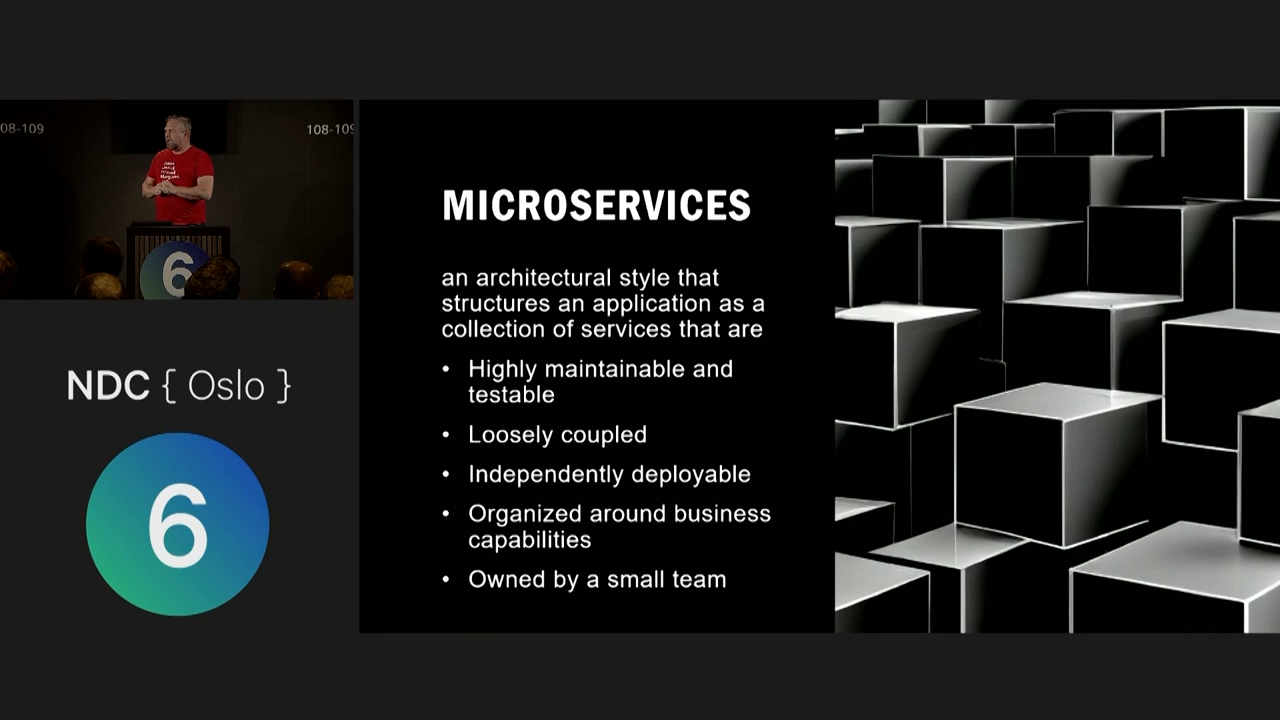 08-109
108-109
NDC { Oslo }
6
6
MICROSERVICES
an architectural style that
structures an application as a
collection of services that are
• Highly maintainable and
testable
• Loosely coupled
• Independently deployable
• Organized around business
capabilities
• Owned by a small team